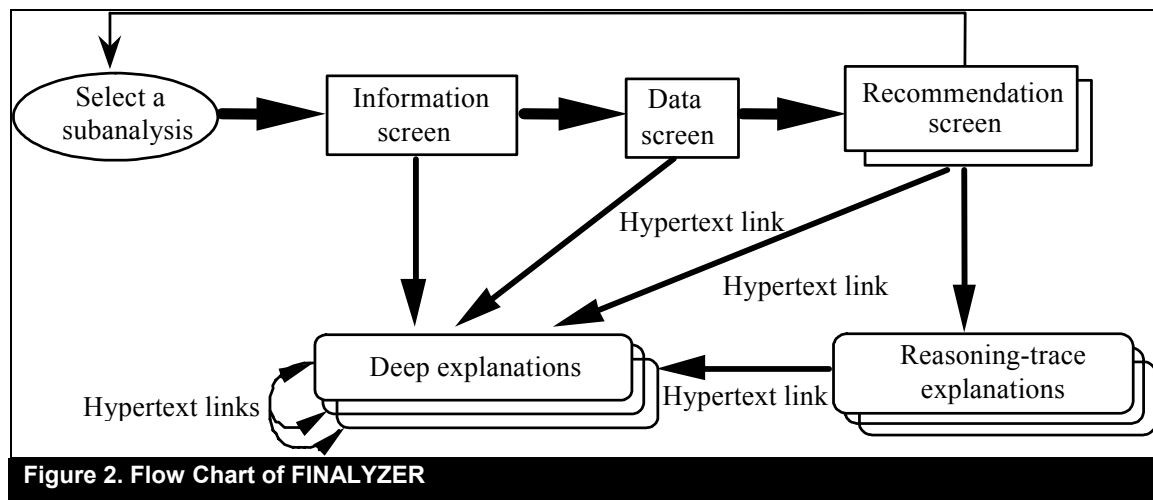 Select a
subanalysis
Information
screen
Data
screen
Recommendation
screen
Hypertext link
Hypertext link
Deep explanations
Hypertext link
Reasoning-trace
explanations
Hypertext links
Figure 2. Flow Chart of FINALYZER